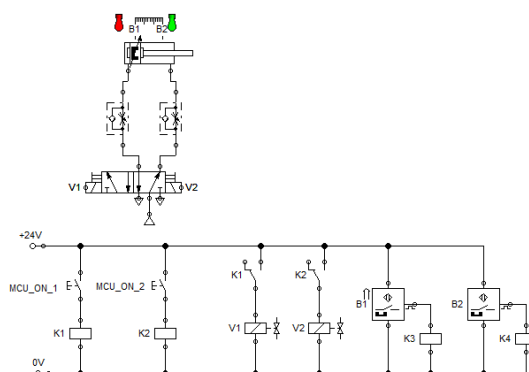 B1 B2
V1 V2
+24V
MCU_ON_1 MCU_ON_2 K1 K2 B1 B2
K1 K2 V1 V2 K3 K4
0V